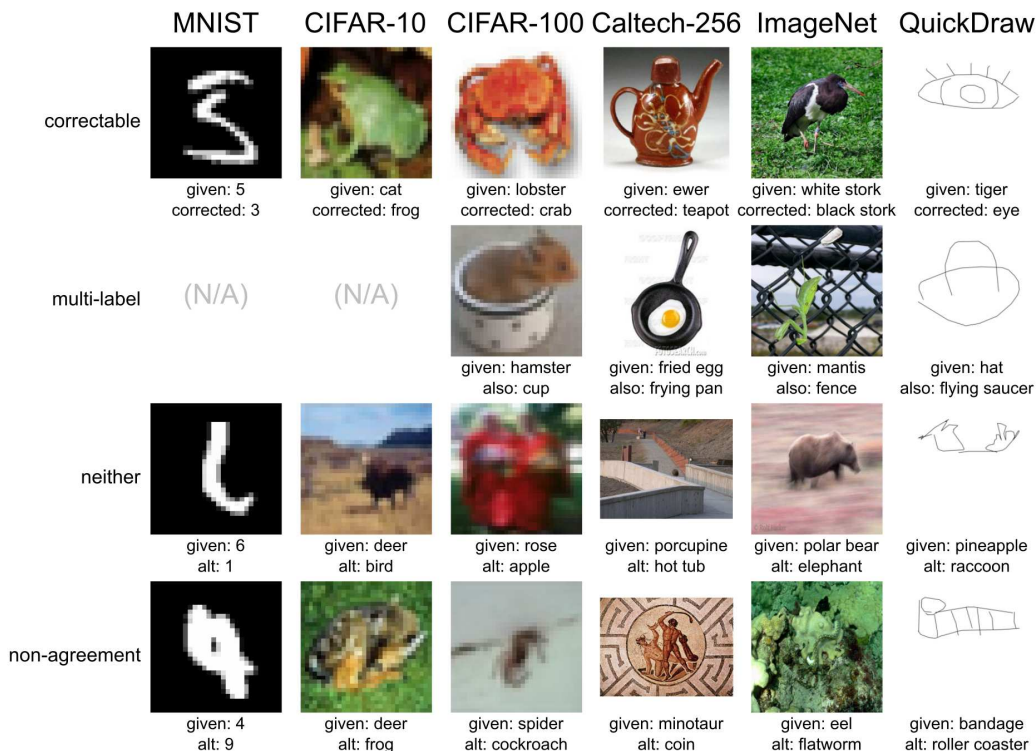 MNIST CIFAR-10 CIFAR-100 Caltech-256 ImageNet QuickDraw
correctable
given: 5 given: cat given: lobster given: ewer given: white stork given: tiger
corrected: 3 corrected: frog corrected: crab corrected: teapot corrected: black stork corrected: eye
multi-label (N/A) (N/A)
given: hamster given: fried egg given: mantis given: hat
also: cup also: frying pan also: fence also: flying saucer
neither
given: 6 given: deer given: rose given: porcupine given: polar bear given: pineapple
alt: 1 alt: bird alt: apple alt: hot tub alt: elephant alt: raccoon
non-agreement
given: 4 given: deer given: spider given: minotaur given: eel given: bandage
alt: 9 alt: frog alt: cockroach alt: coin alt: flatworm alt: roller coaster